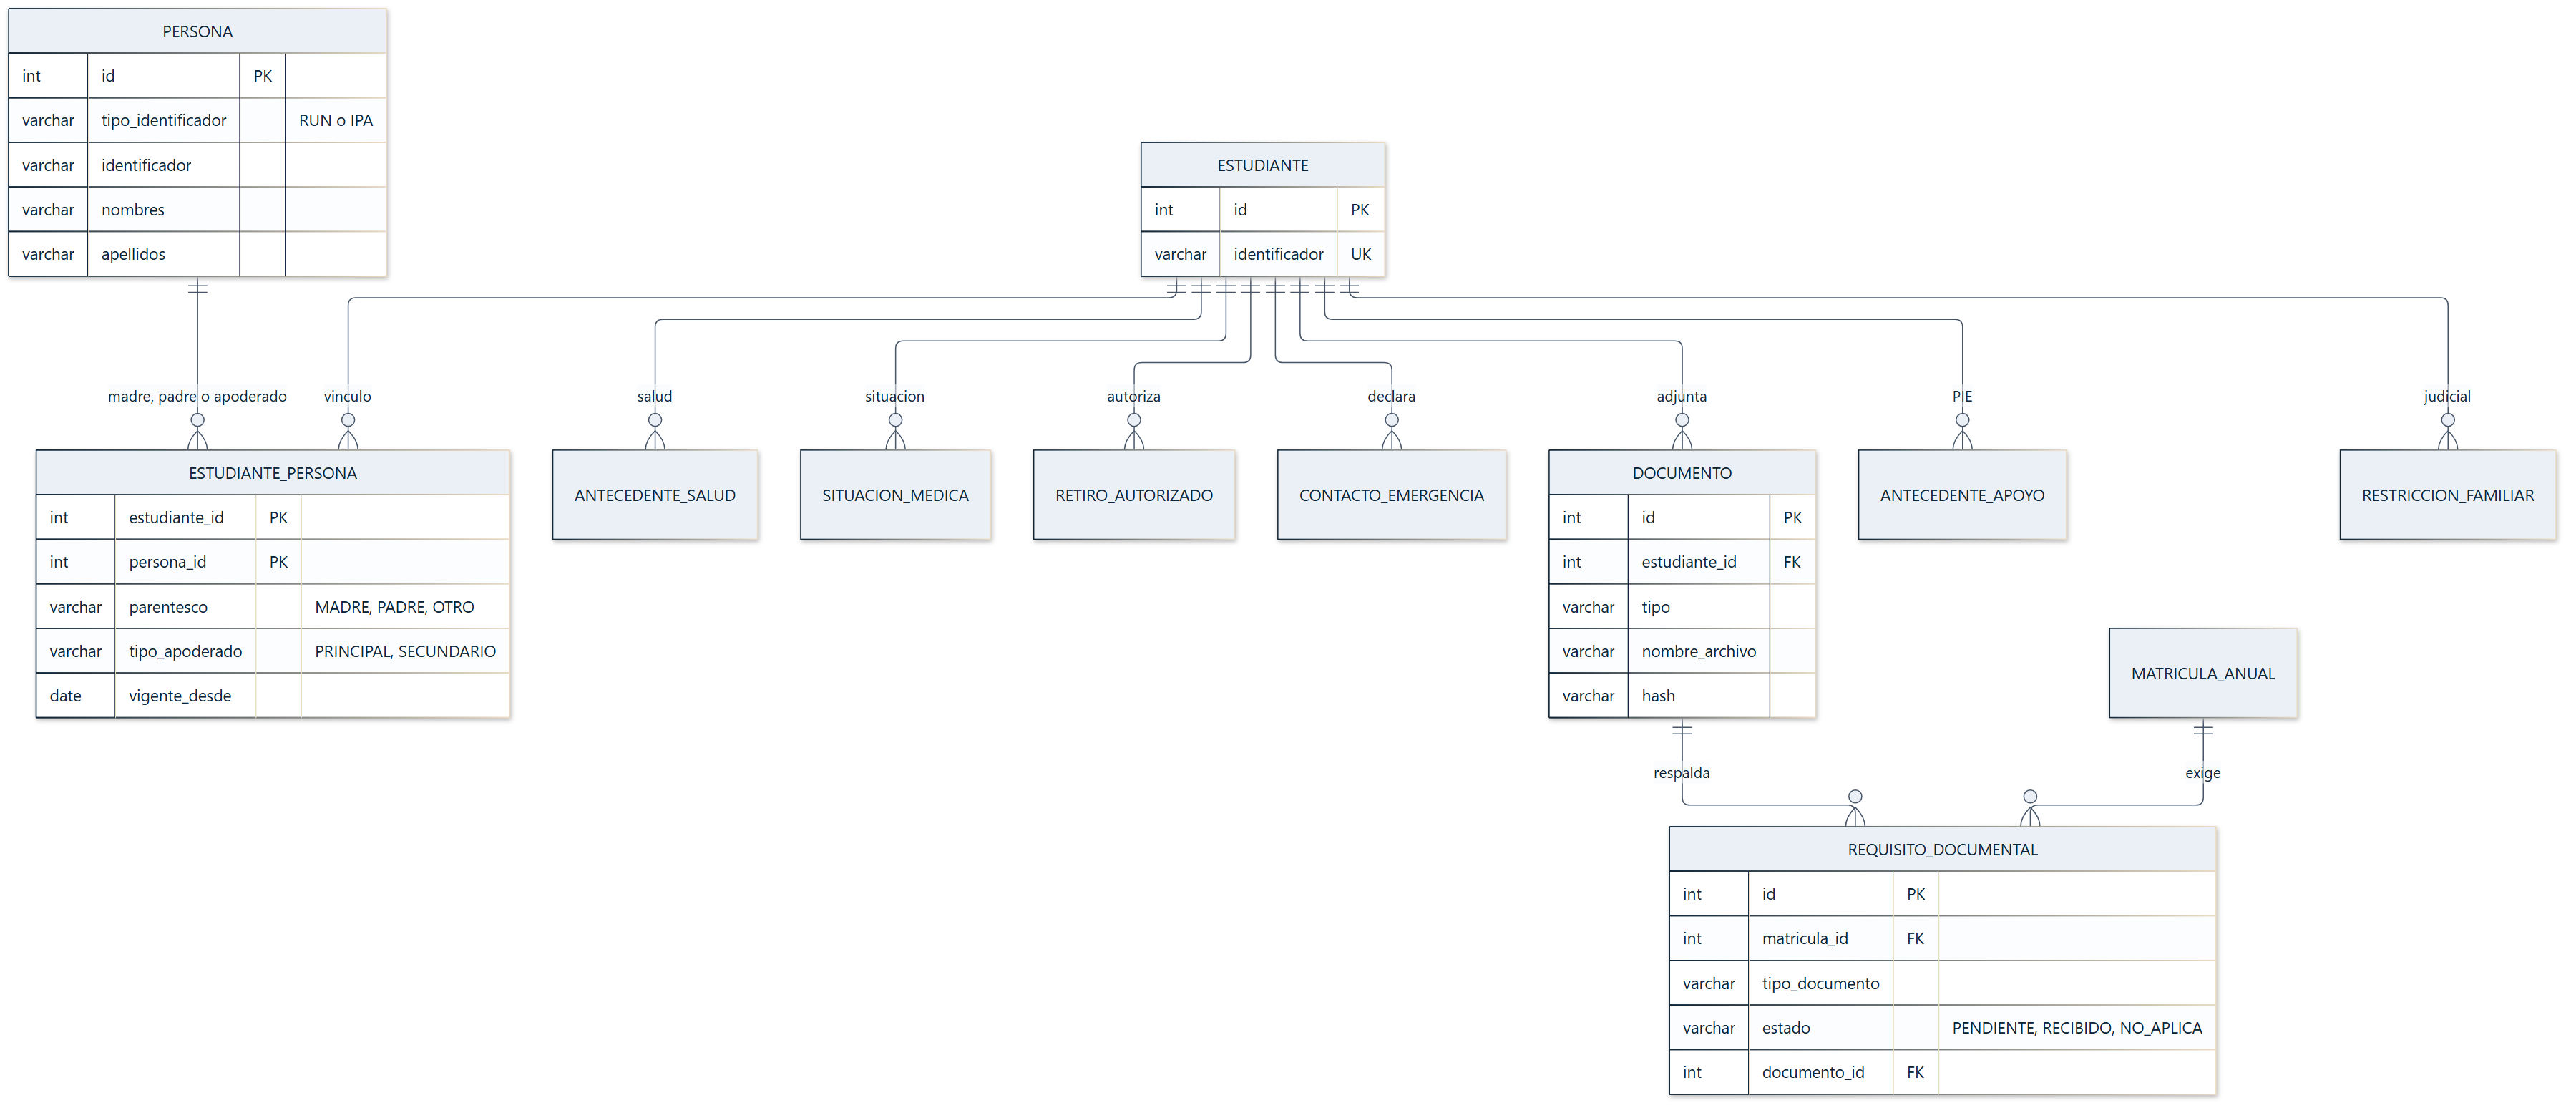 PERSONA
int id PK
varchar tipo_identificador RUN o IPA
varchar identificador
varchar nombres
varchar apellidos
ESTUDIANTE
int id PK
varchar identificador UK
madre, padre o apoderado
vinculo
salud
situacion
autoriza
declara
adjunta
PIE
judicial
ESTUDIANTE_PERSONA
int estudiante_id PK
int persona_id PK
varchar parentesco MADRE, PADRE, OTRO
varchar tipo_apoderado PRINCIPAL, SECUNDARIO
date vigente_desde
ANTECEDENTE_SALUD
SITUACION_MEDICA
RETIRO_AUTORIZADO
CONTACTO_EMERGENCIA
DOCUMENTO
int id PK
int estudiante_id FK
varchar tipo
varchar nombre_archivo
varchar hash
ANTECEDENTE_APOYO
RESTRICCION_FAMILIAR
MATRICULA_ANUAL
respalda
exige
REQUISITO_DOCUMENTAL
int id PK
int matricula_id FK
varchar tipo_documento
varchar estado PENDIENTE, RECIBIDO, NO_APLICA
int documento_id FK